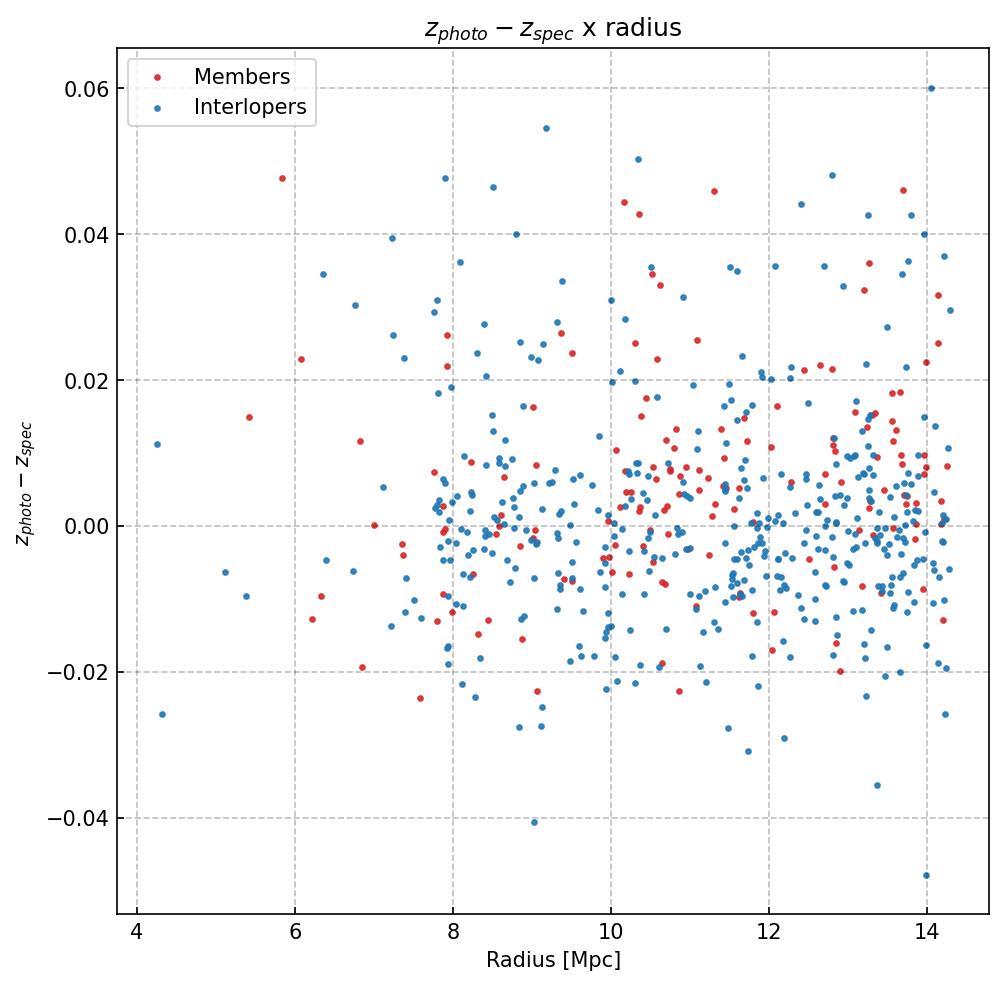 z_photo − z_spec x radius
Members
Interlopers
0.06
0.04
0.02
0.00
−0.02
−0.04
z_photo − z_spec
4 6 8 10 12 14
Radius [Mpc]